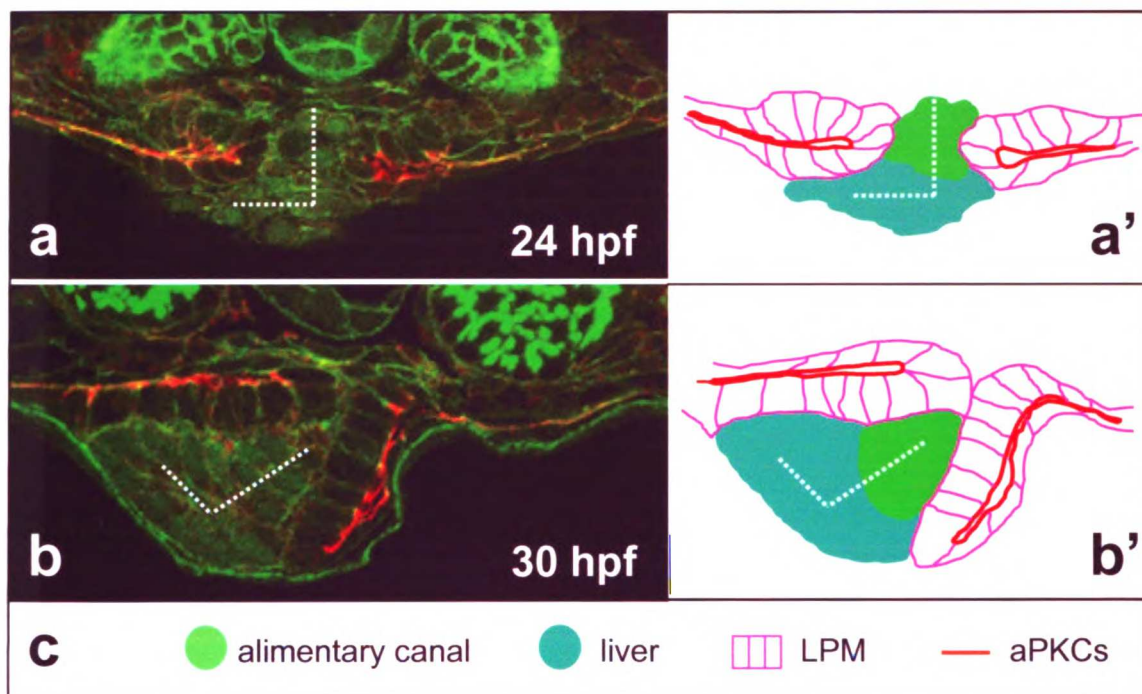 a
24 hpf
a'
b
30 hpf
b'
c
alimentary canal
liver
LPM
aPKCs